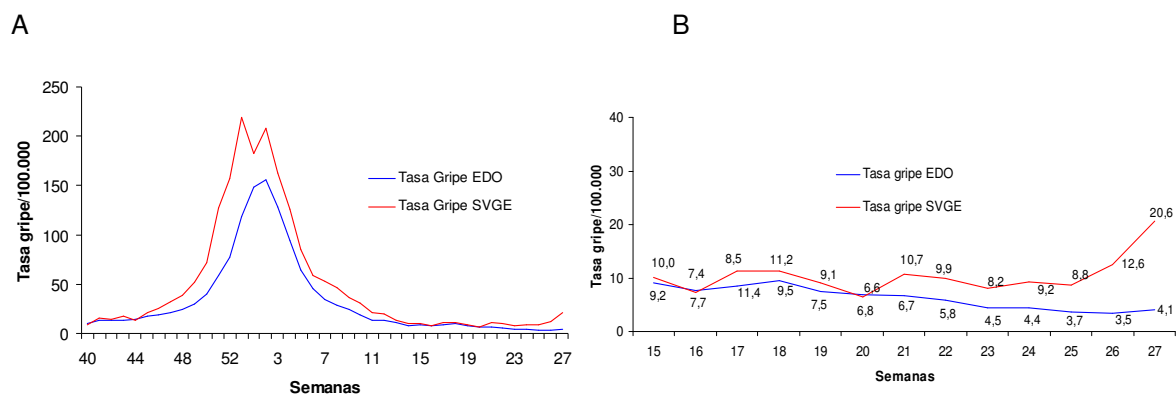 A
B
Tasa gripe/100.000
250
200
150
100
50
0
Tasa Gripe EDO
Tasa Gripe SVGE
40 44 48 52 3 7 11 15 19 23 27
Semanas
Tasa gripe/100.000
40
30
20
10
0
Tasa gripe EDO
Tasa gripe SVGE
10,0 7,4 8,5 11,2 9,1 6,6 10,7 9,9 8,2 9,2 8,8 12,6 20,6
9,2 7,7 11,4 9,5 7,5 6,8 6,7 5,8 4,5 4,4 3,7 3,5 4,1
15 16 17 18 19 20 21 22 23 24 25 26 27
Semanas